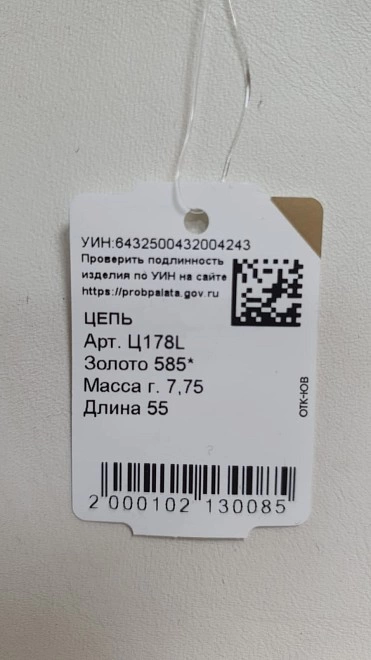 УИН:6432500432004243
Проверить подлинность
изделия по УИН на сайте
https://probpalata.gov.ru
ЦЕПЬ
Арт. Ц178L
Золото 585*
Масса г. 7,75
Длина 55
ОТК-ЮВ
2 000102 130085